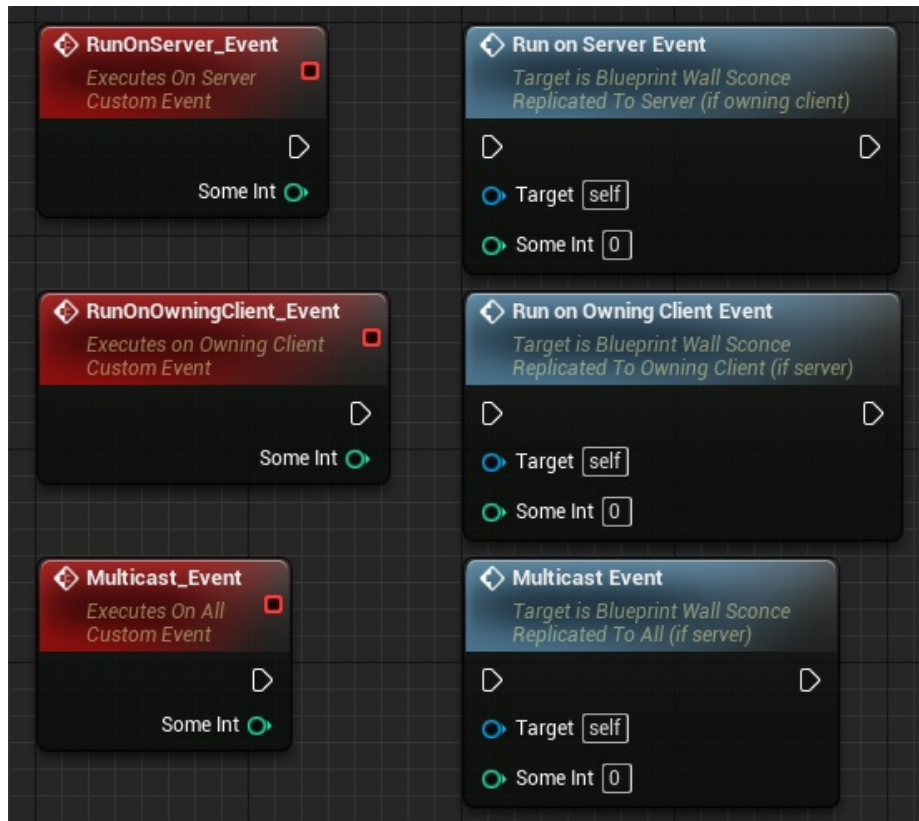 RunOnServer_Event
Executes On Server
Custom Event
Some Int
Run on Server Event
Target is Blueprint Wall Sconce
Replicated To Server (if owning client)
Target self
Some Int 0
RunOnOwningClient_Event
Executes on Owning Client
Custom Event
Some Int
Run on Owning Client Event
Target is Blueprint Wall Sconce
Replicated To Owning Client (if server)
Target self
Some Int 0
Multicast_Event
Executes On All
Custom Event
Some Int
Multicast Event
Target is Blueprint Wall Sconce
Replicated To All (if server)
Target self
Some Int 0